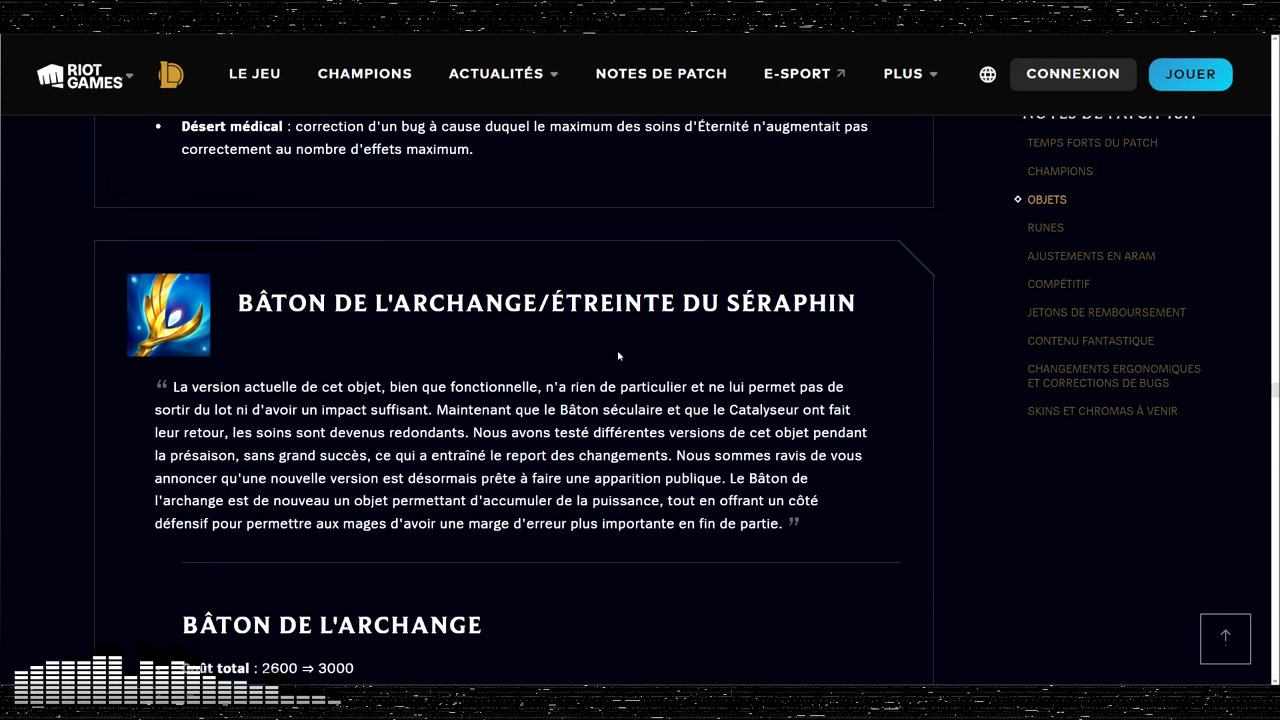 RIOT GAMES
LE JEU
CHAMPIONS
ACTUALITÉS
NOTES DE PATCH
E-SPORT
PLUS
CONNEXION
JOUER
• Désert médical : correction d'un bug à cause duquel le maximum des soins d'Éternité n'augmentait pas
correctement au nombre d'effets maximum.
BÂTON DE L'ARCHANGE/ÉTREINTE DU SÉRAPHIN
“ La version actuelle de cet objet, bien que fonctionnelle, n'a rien de particulier et ne lui permet pas de
sortir du lot ni d'avoir un impact suffisant. Maintenant que le Bâton séculaire et que le Catalyseur ont fait
leur retour, les soins sont devenus redondants. Nous avons testé différentes versions de cet objet pendant
la présaison, sans grand succès, ce qui a entraîné le report des changements. Nous sommes ravis de vous
annoncer qu'une nouvelle version est désormais prête à faire une apparition publique. Le Bâton de
l'archange est de nouveau un objet permettant d'accumuler de la puissance, tout en offrant un côté
défensif pour permettre aux mages d'avoir une marge d'erreur plus importante en fin de partie. ”
BÂTON DE L'ARCHANGE
total : 2600 ⇒ 3000
NOTES DE PATCH
TEMPS FORTS DU PATCH
CHAMPIONS
OBJETS
RUNES
AJUSTEMENTS EN ARAM
COMPÉTITIF
JETONS DE REMBOURSEMENT
CONTENU FANTASTIQUE
CHANGEMENTS ERGONOMIQUES
ET CORRECTIONS DE BUGS
SKINS ET CHROMAS À VENIR